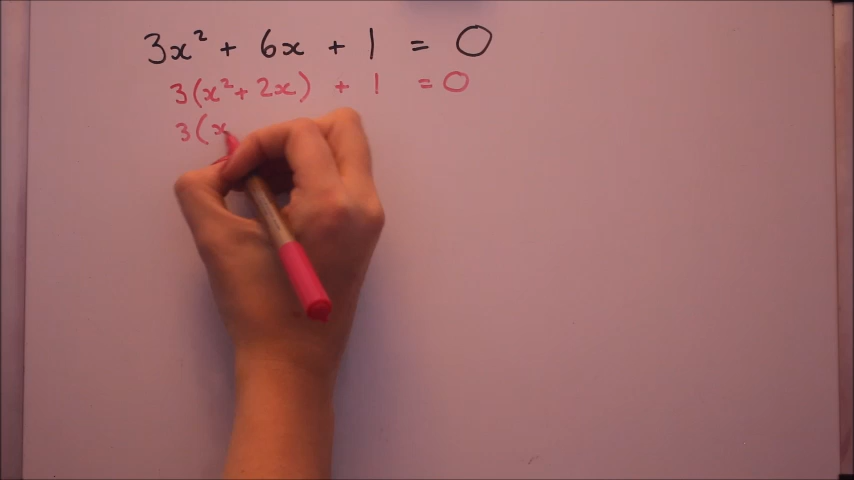 3x² + 6x + 1 = 0
3(x² + 2x) + 1 = 0
3(x